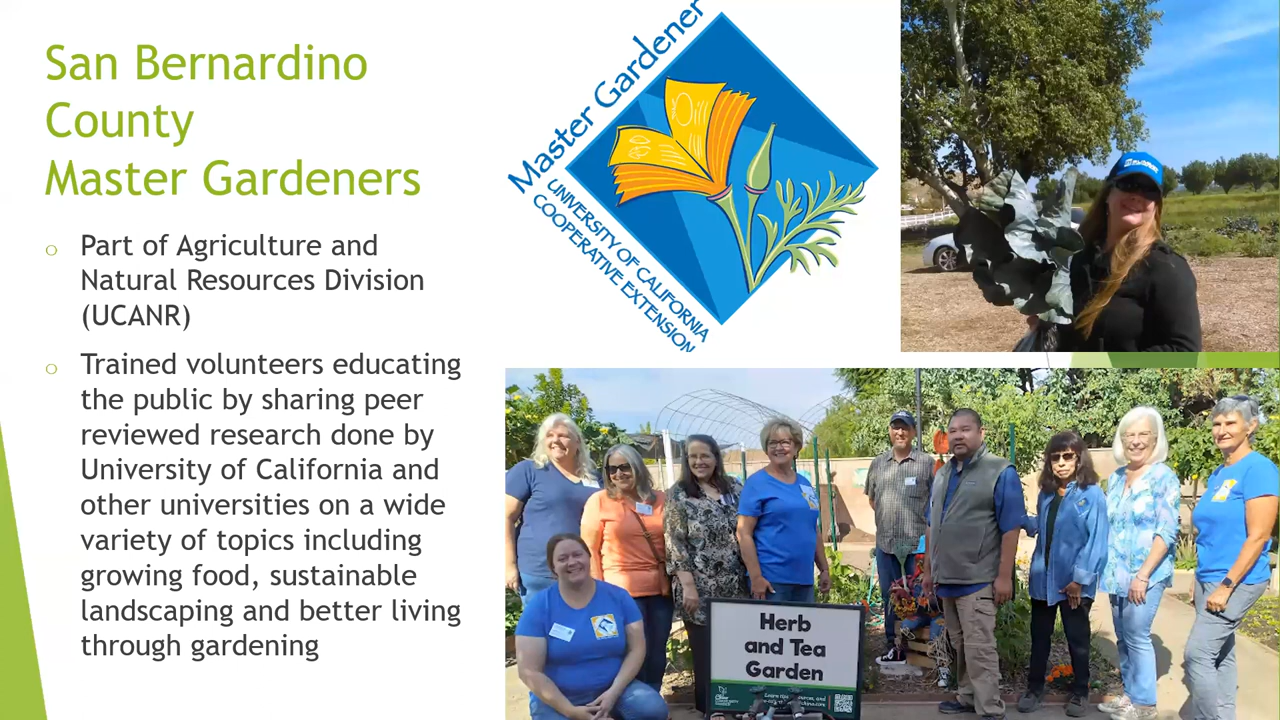 San Bernardino
County
Master Gardeners
Part of Agriculture and
Natural Resources Division
(UCANR)
Trained volunteers educating
the public by sharing peer
reviewed research done by
University of California and
other universities on a wide
variety of topics including
growing food, sustainable
landscaping and better living
through gardening
Master Gardener
UNIVERSITY OF CALIFORNIA
COOPERATIVE EXTENSION
Herb
and Tea
Garden